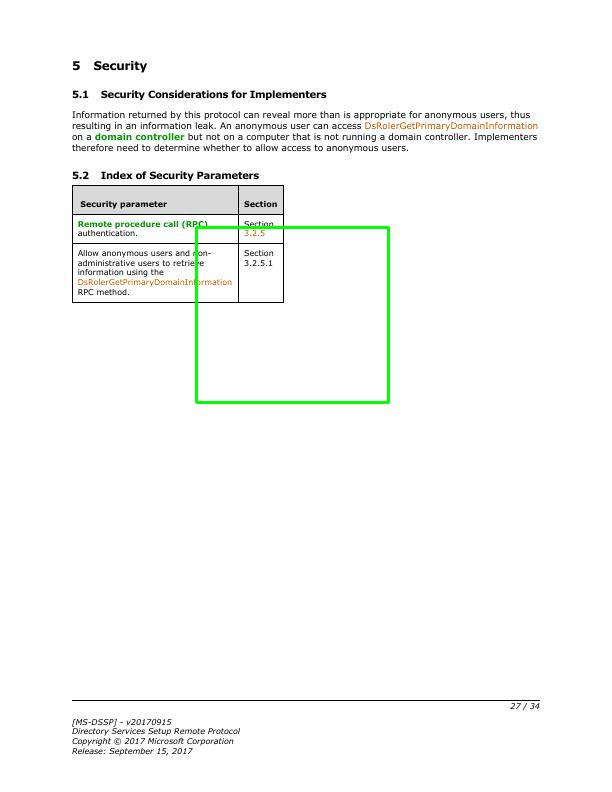 5 Security
5.1 Security Considerations for Implementers
Information returned by this protocol can reveal more than is appropriate for anonymous users, thus
resulting in an information leak. An anonymous user can access DsRolerGetPrimaryDomainInformation
on a domain controller but not on a computer that is not running a domain controller. Implementers
therefore need to determine whether to allow access to anonymous users.
5.2 Index of Security Parameters
Security parameter Section
Remote procedure call (RPC) Section
authentication. 3.2.5
Allow anonymous users and non- Section
administrative users to retrieve 3.2.5.1
information using the
DsRolerGetPrimaryDomainInformation
RPC method.
27 / 34
[MS-DSSP] - v20170915
Directory Services Setup Remote Protocol
Copyright © 2017 Microsoft Corporation
Release: September 15, 2017